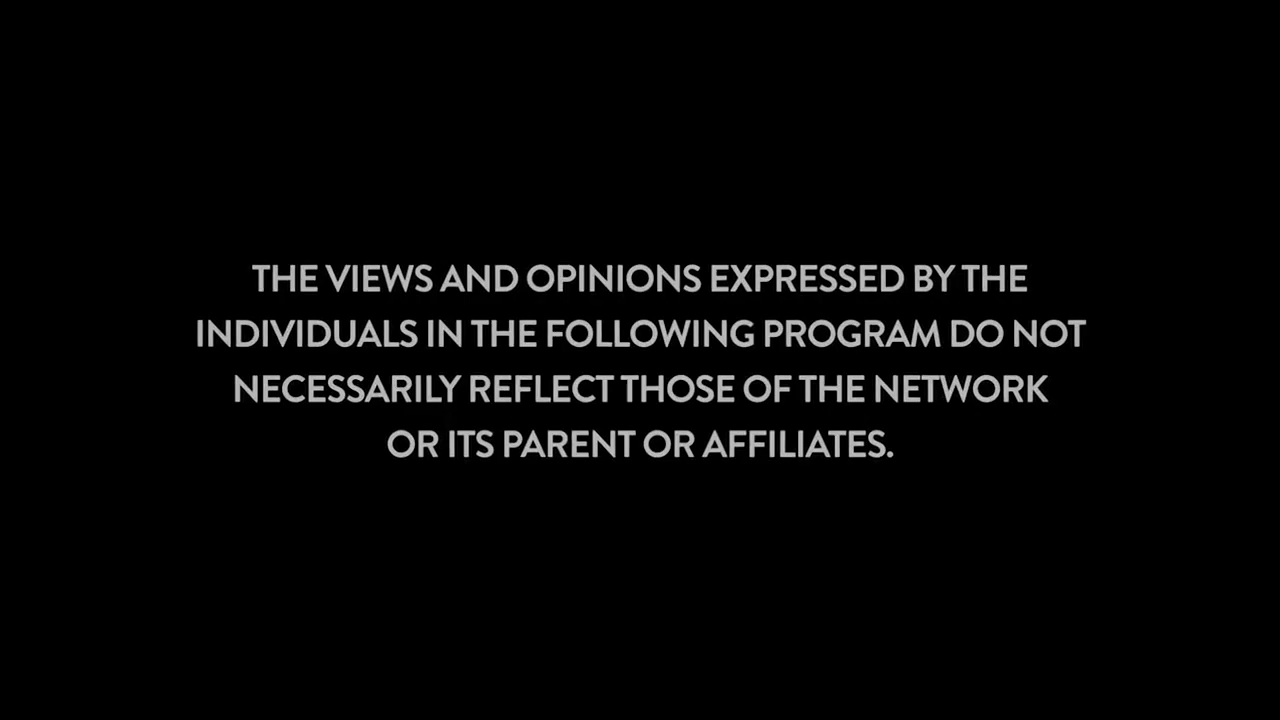 THE VIEWS AND OPINIONS EXPRESSED BY THE
INDIVIDUALS IN THE FOLLOWING PROGRAM DO NOT
NECESSARILY REFLECT THOSE OF THE NETWORK
OR ITS PARENT OR AFFILIATES.